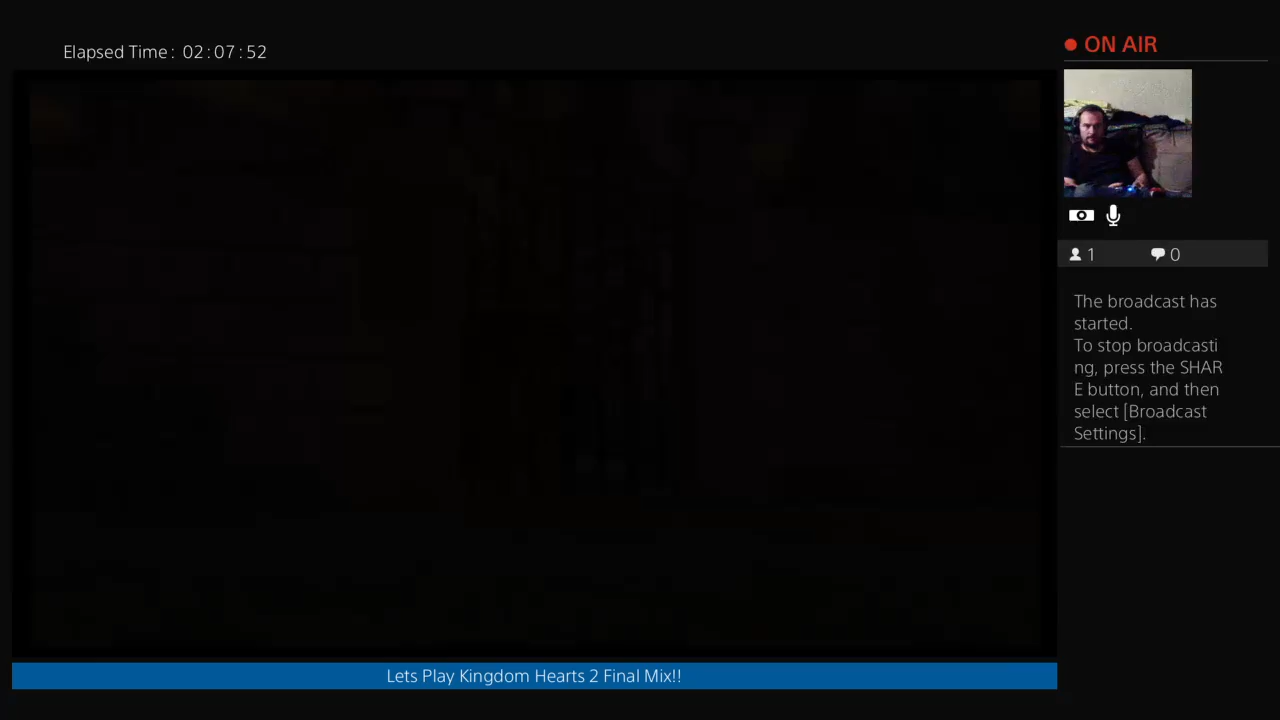 Elapsed Time: 02:07:52
ON AIR
1 0
The broadcast has
started.
To stop broadcasti
ng, press the SHAR
E button, and then
select [Broadcast
Settings].
Lets Play Kingdom Hearts 2 Final Mix!!